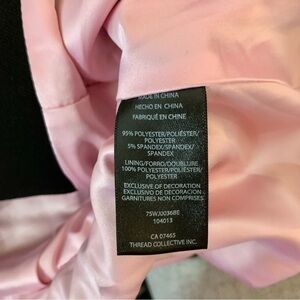 MADE IN CHINA
HECHO EN CHINA
FABRIQUÉ EN CHINE
95% POLYESTER/POLIÉSTER/
POLYESTER
5% SPANDEX/SPANDEX/
SPANDEX
LINING/FORRO/DOUBLURE
100% POLYESTER/POLIÉSTER/
POLYESTER
EXCLUSIVE OF DECORATION
EXCLUSIVO DE DECORACIÓN
GARNITURES NON COMPRISES
104013
CA 07465
THREAD COLLECTIVE INC.